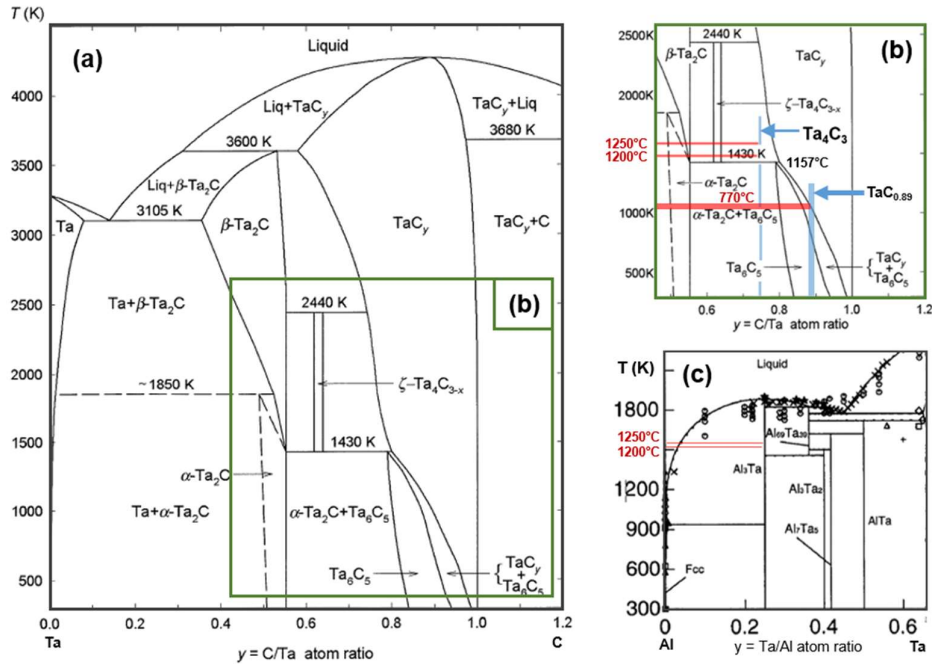 T (K)
(a)
Liquid
4000
Liq+TaCy
TaCy+Liq
3680 K
3600 K
3500
Liq+β-Ta2C
3105 K
3000
Ta
β-Ta2C
TaCy
TaCy+C
2500
Ta+β-Ta2C
2440 K
(b)
2000
~1850 K
ζ–Ta4C3-x
1500
1430 K
α-Ta2C
Ta+α-Ta2C
α-Ta2C+Ta6C5
1000
500
Ta6C5
{ TaCy + Ta6C5
0.0 0.2 0.4 0.6 0.8 1.0 1.2
Ta C
y = C/Ta atom ratio
2500K
2440 K
(b)
β-Ta2C
TaCy
2000K
ζ–Ta4C3-x
Ta4C3
1250°C
1200°C
1430 K
1157°C
α-Ta2C
770°C
TaC0.89
1000K
α-Ta2C+Ta6C5
Ta6C5
{ TaCy + Ta6C5
500K
0.6 0.8 1.0 1.2
y = C/Ta atom ratio
T (K)
(c)
Liquid
1800
1250°C
1200°C
Al69Ta39
Al3Ta
Al3Ta2
1200
900
Al7Ta5
AlTa
600
Fcc
300
0 0.2 0.4 0.6
Al Ta
y = Ta/Al atom ratio